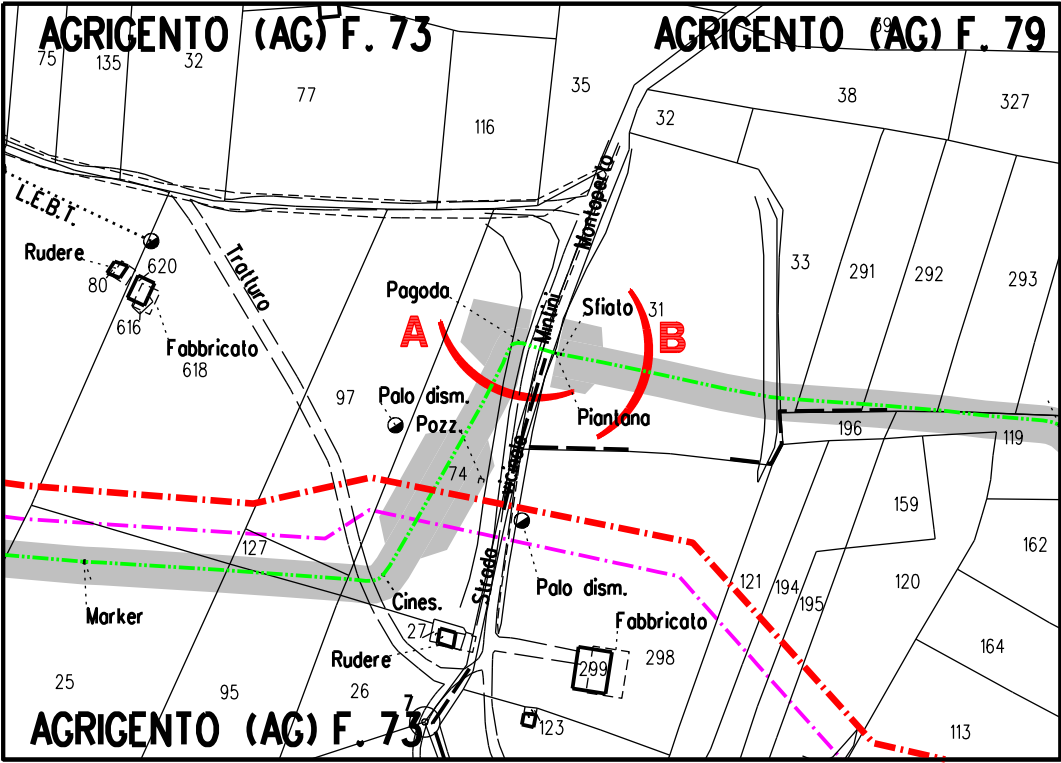 AGRIGENTO (AG) F. 73
AGRIGENTO (AG) F. 79
75
135
32
77
116
35
32
38
327
L.E.B.T.
Rudere
80
620
616
Fabbricato
618
Montaperto
Mintini
33
291
292
293
Pagoda
Sfiato
31
A
B
97
Palo dism.
Pozz.
Piantana
196
119
74
159
162
127
Marker
Cines.
Strada
Palo dism.
121
194
195
120
27
Rudere
Fabbricato
299
298
164
25
95
26
7
123
113
AGRIGENTO (AG) F. 73